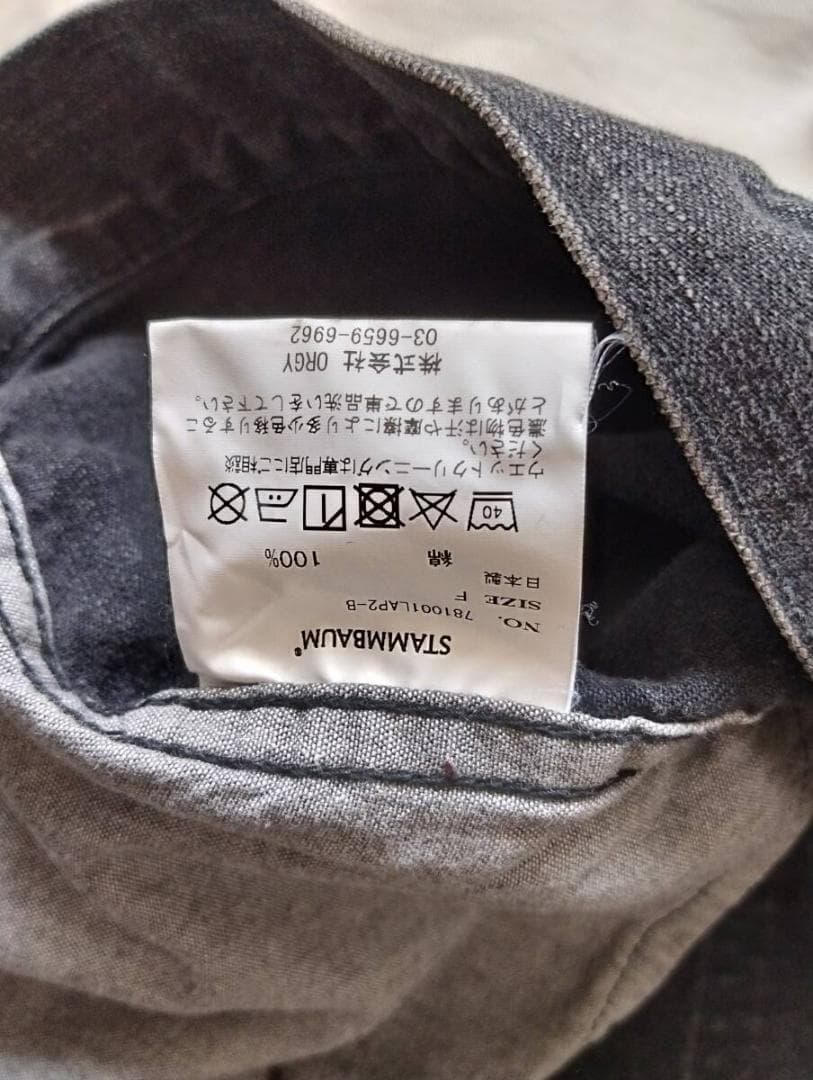 STAMMBAUM®
NO. 781001LAP2-B
SIZE F
日本製
綿 100%
40
ウエットクリーニングは専門店にご相談
ください。
濃色物は汗や摩擦により多少色移りするこ
とがありますので単品洗いをして下さい。
株式会社 ORGY
03-6659-6962